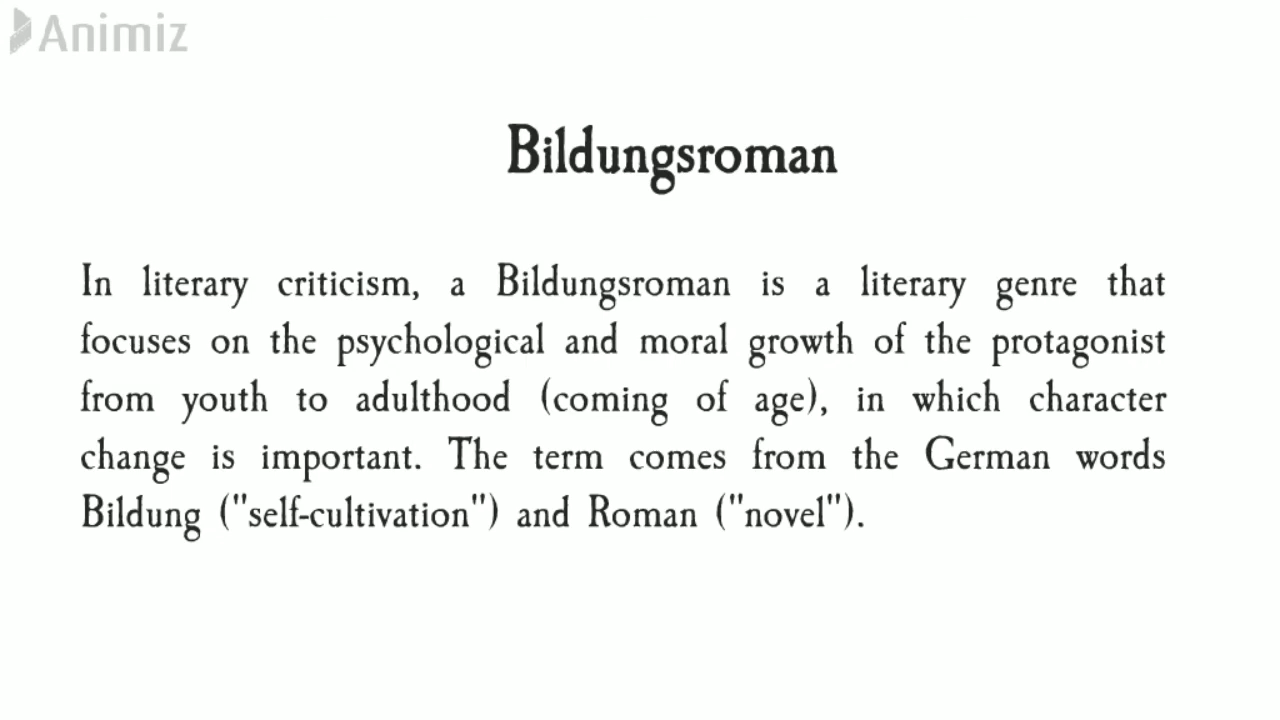 Animiz
Bildungsroman
In literary criticism, a Bildungsroman is a literary genre that
focuses on the psychological and moral growth of the protagonist
from youth to adulthood (coming of age), in which character
change is important. The term comes from the German words
Bildung ("self-cultivation") and Roman ("novel").